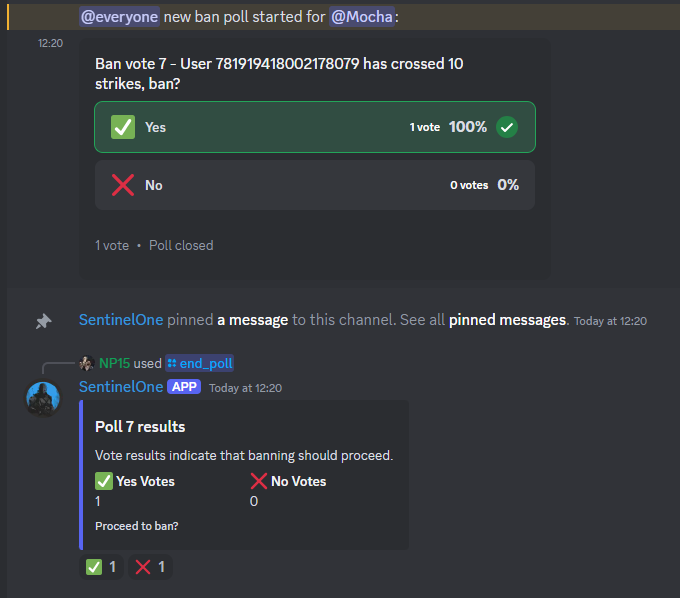 @everyone new ban poll started for @Mocha:
12:20
Ban vote 7 - User 781919418002178079 has crossed 10
strikes, ban?
Yes 1 vote 100%
No 0 votes 0%
1 vote • Poll closed
SentinelOne pinned a message to this channel. See all pinned messages. Today at 12:20
NP15 used end_poll
SentinelOne APP Today at 12:20
Poll 7 results
Vote results indicate that banning should proceed.
Yes Votes No Votes
1 0
Proceed to ban?
1 1